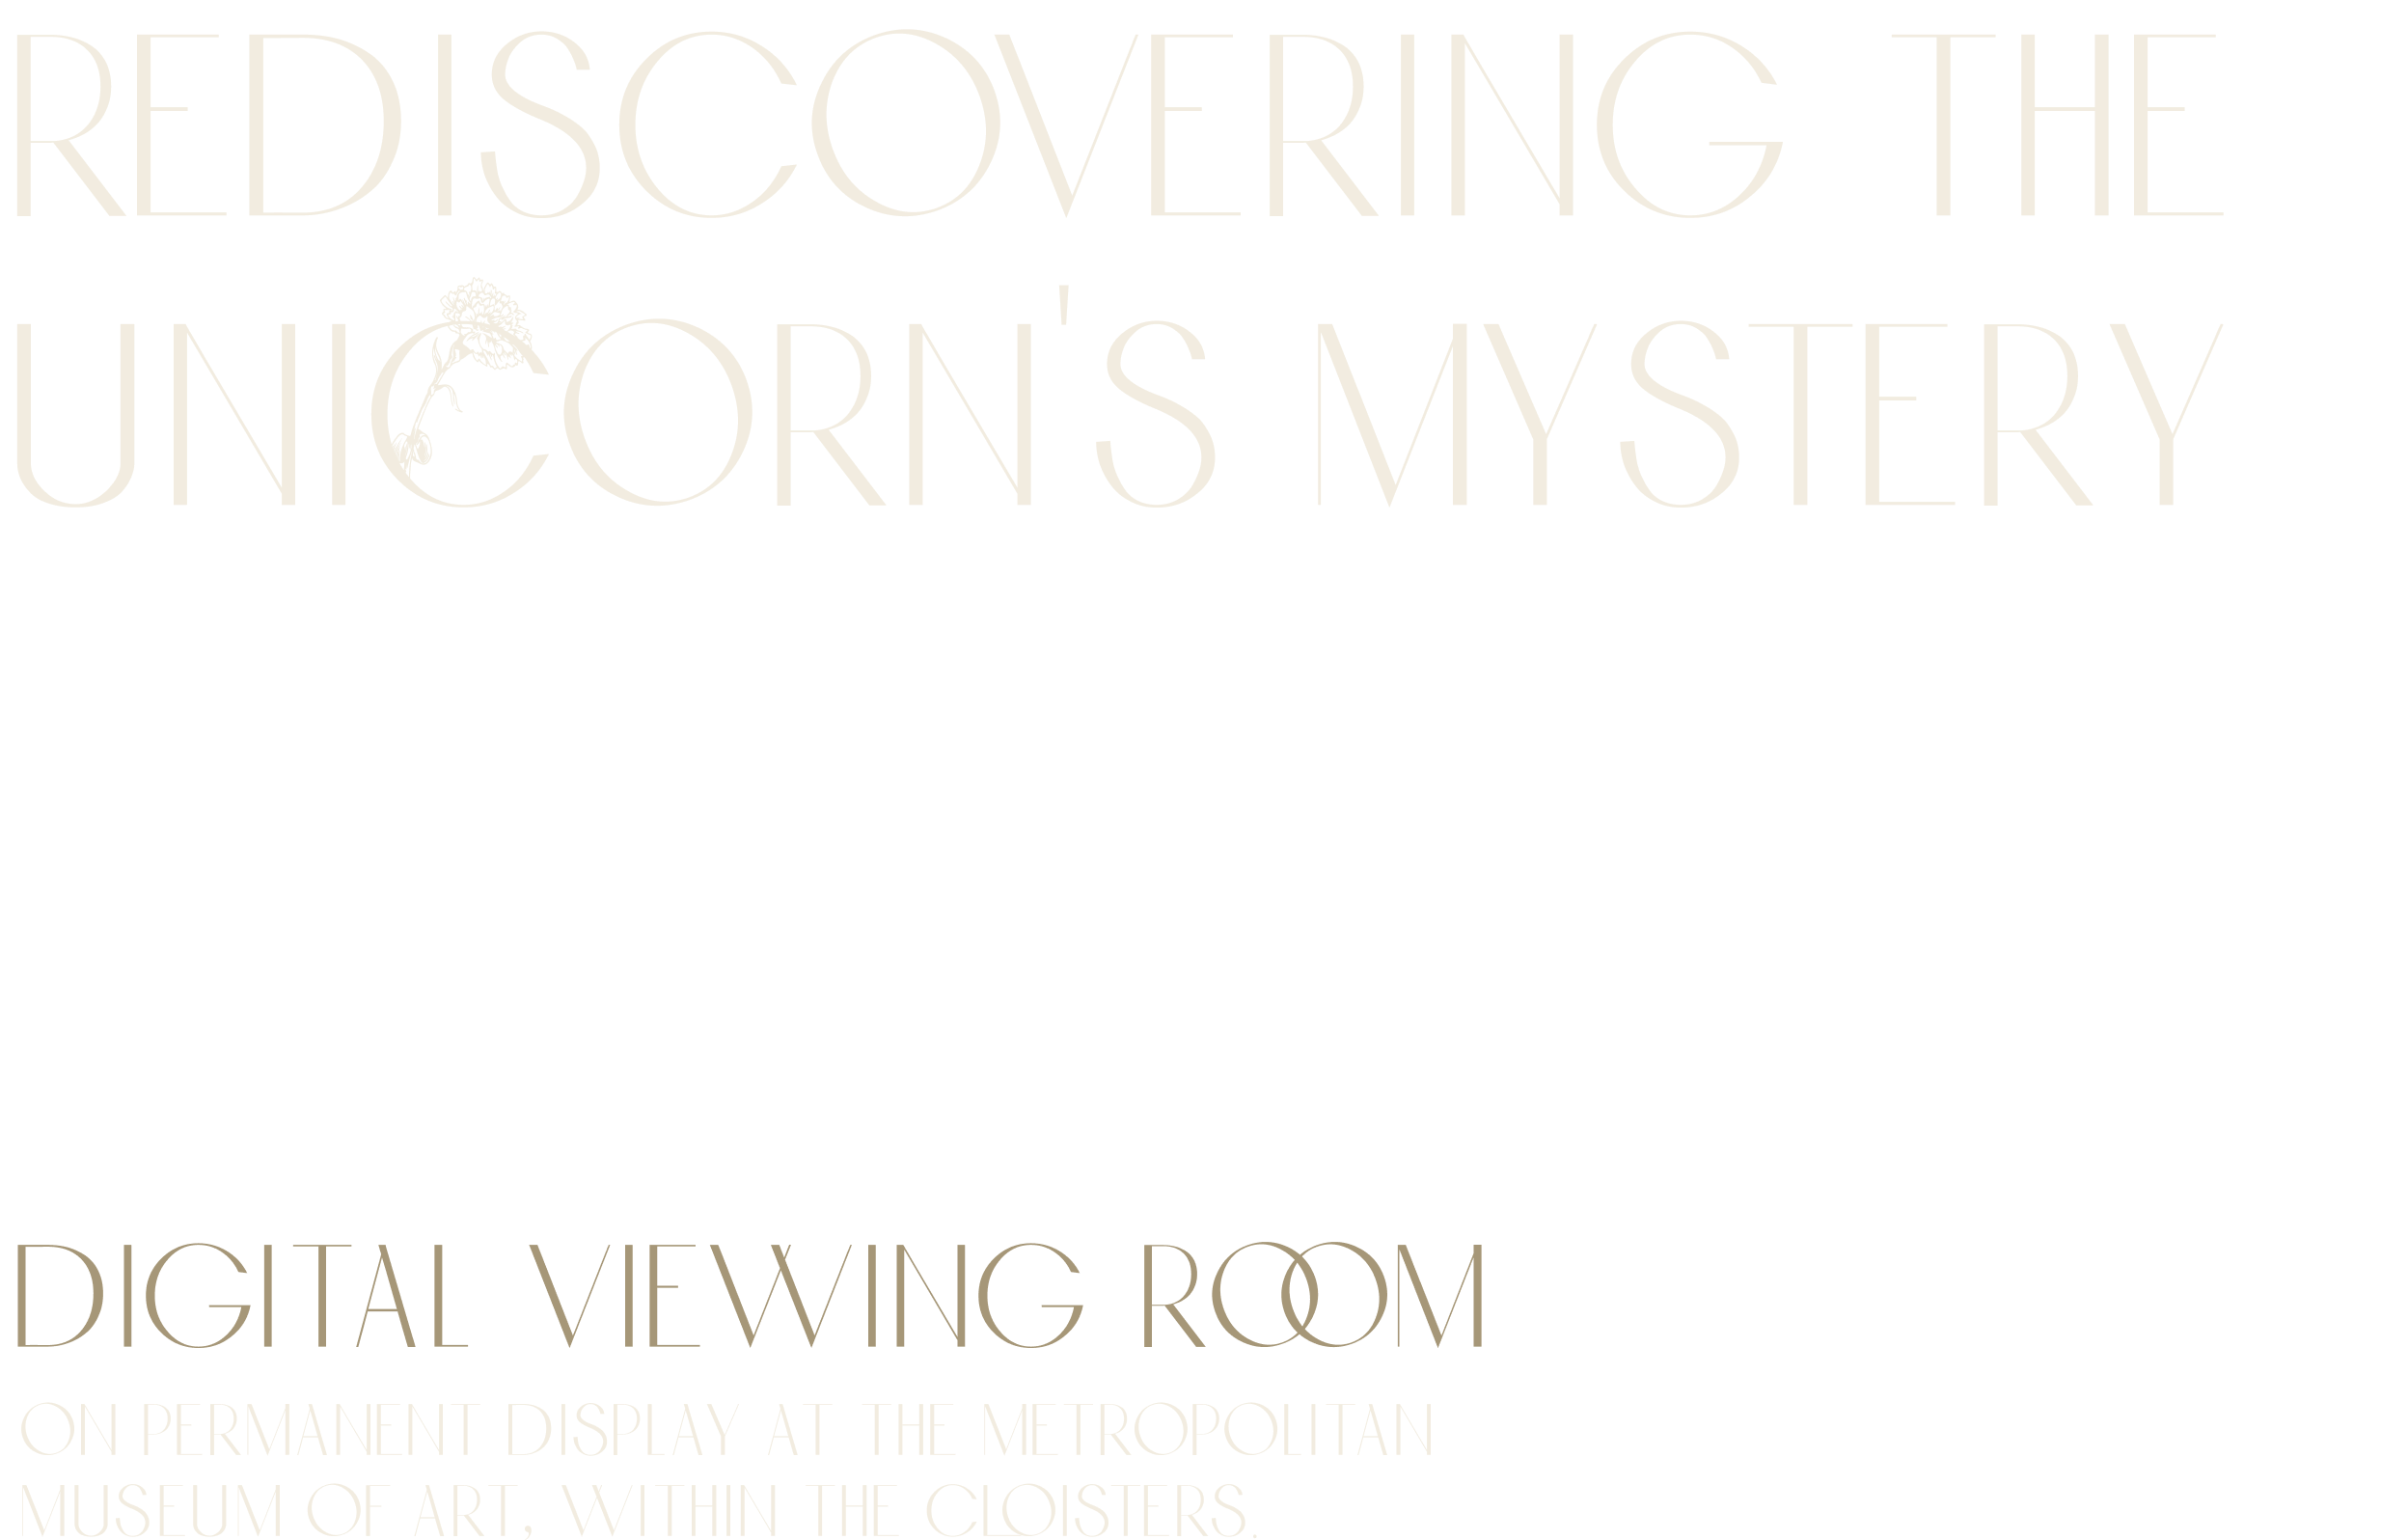 REDISCOVERING THE
UNICORN'S MYSTERY
DIGITAL VIEWING ROOM
ON PERMANENT DISPLAY AT THE METROPOLITAN
MUSEUM OF ART, WITHIN THE CLOISTERS.